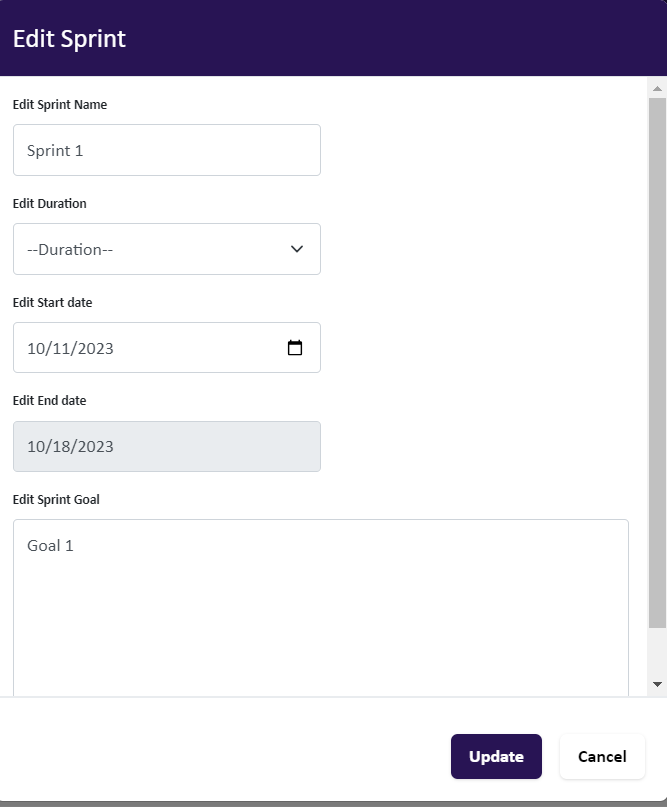 Edit Sprint
Edit Sprint Name
Sprint 1
Edit Duration
--Duration--
Edit Start date
10/11/2023
Edit End date
10/18/2023
Edit Sprint Goal
Goal 1
Update Cancel